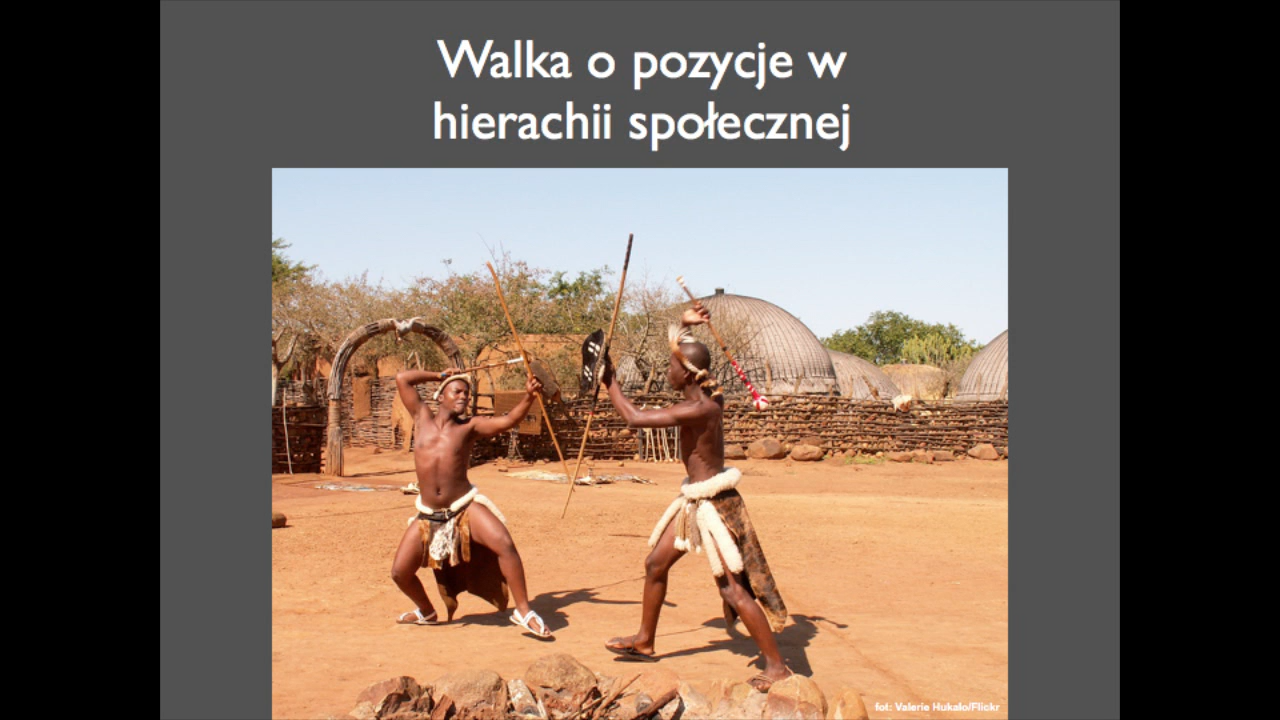 Walka o pozycje w
hierachii społecznej
fot: Valerie Hukalo/Flickr